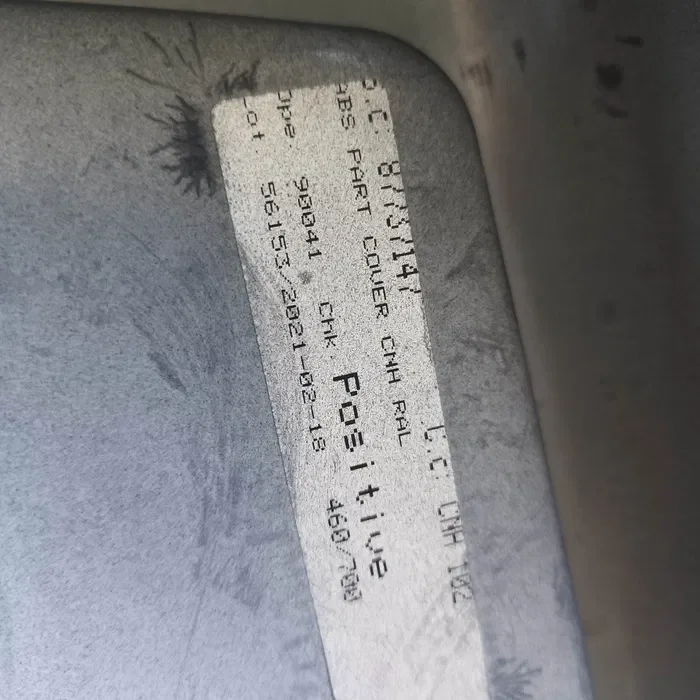 P.C. 87737147 C.C. CNH 102
ABS PART COVER CNH RAL
Ope 90041 Chk. Positive
Lot. 56153/2021-02-18 460/700